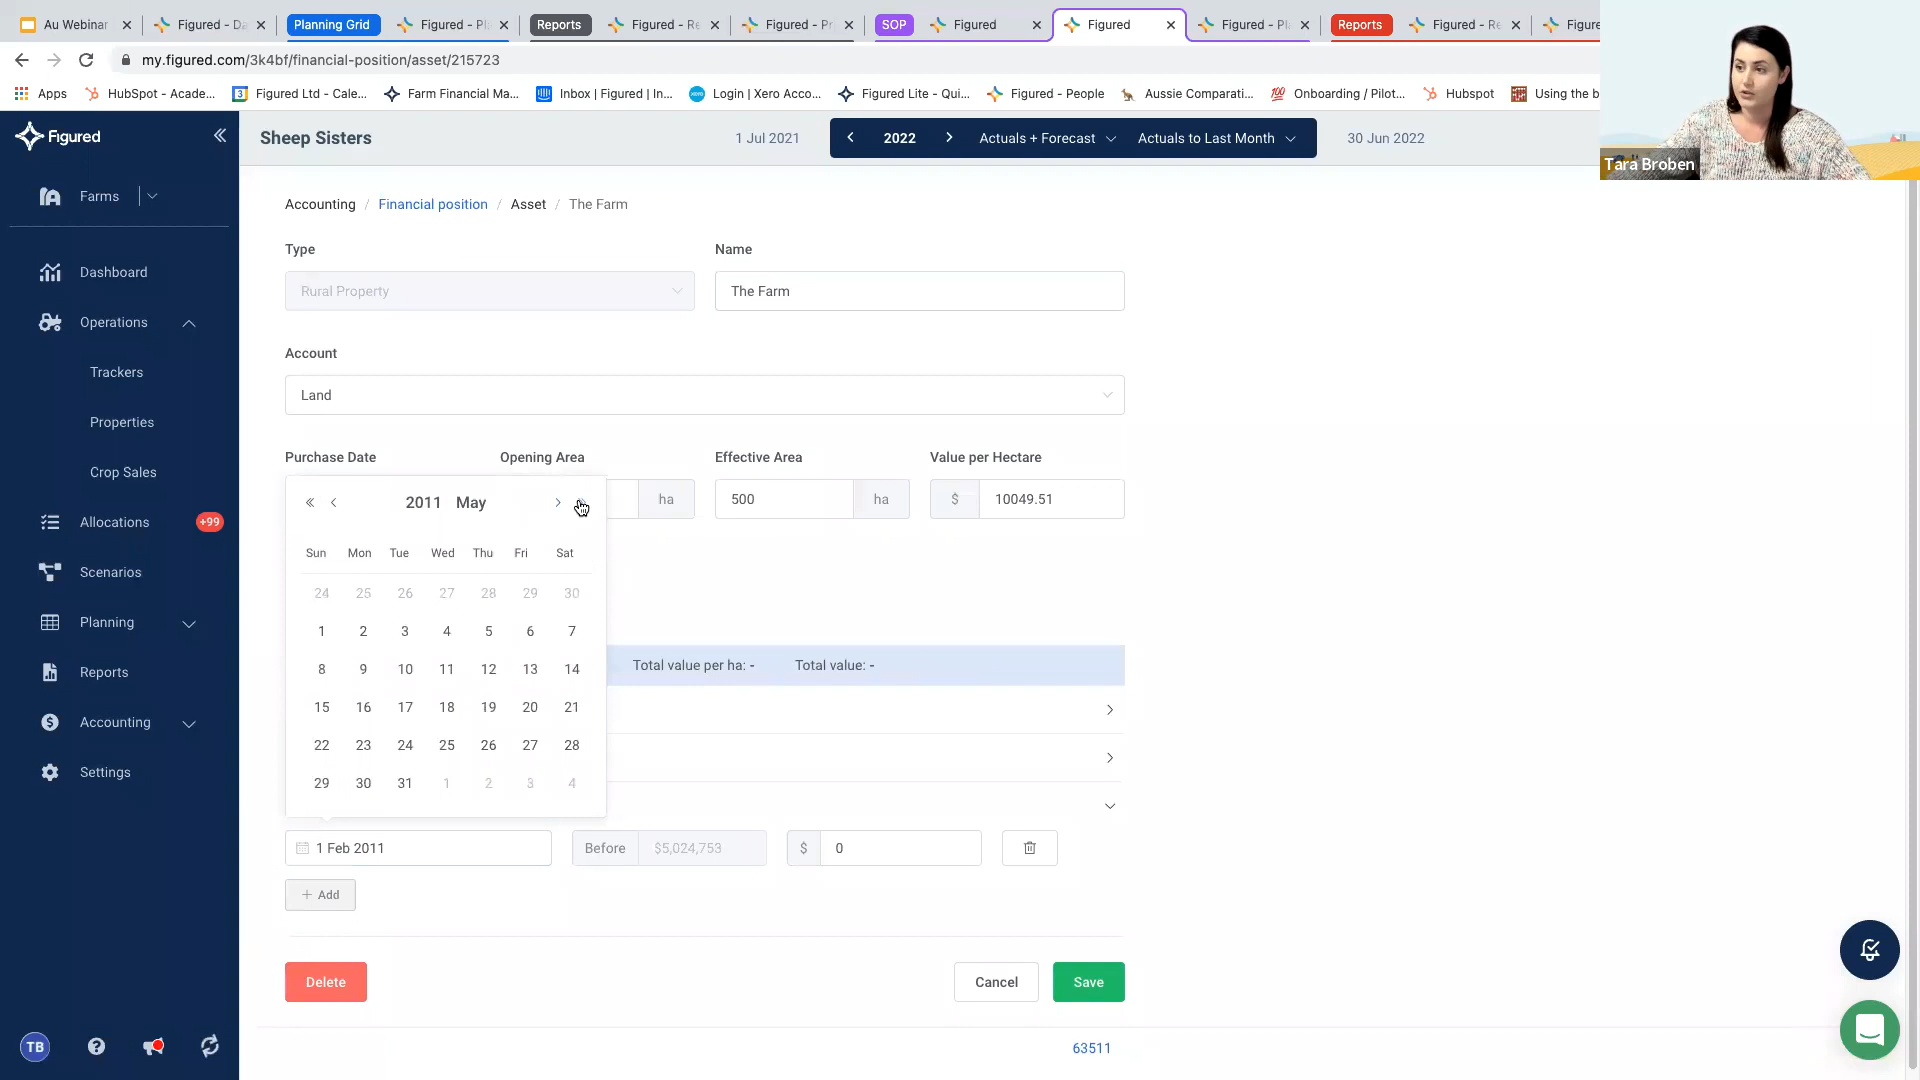 Au Webinar
Figured - Da
Planning Grid
Figured - Pl
Reports
Figured - Re
Figured - Pr
SOP
Figured
Figured
Figured - Pl
Reports
Figured - Re
Figure
my.figured.com/3k4bf/financial-position/asset/215723
Apps
HubSpot - Acade...
Figured Ltd - Cale...
Farm Financial Ma...
Inbox | Figured | In...
Login | Xero Acco...
Figured Lite - Qui...
Figured - People
Aussie Comparati...
Onboarding / Pilot...
Hubspot
Using the b
Tara Broben
Figured
Sheep Sisters
1 Jul 2021
2022
Actuals + Forecast
Actuals to Last Month
30 Jun 2022
Farms
Dashboard
Operations
Trackers
Properties
Crop Sales
Allocations
+99
Scenarios
Planning
Reports
Accounting
Settings
TB
Accounting / Financial position / Asset / The Farm
Type
Name
Rural Property
The Farm
Account
Land
Purchase Date
Opening Area
Effective Area
Value per Hectare
ha
500
ha
$
10049.51
2011 May
Sun Mon Tue Wed Thu Fri Sat
24 25 26 27 28 29 30
1 2 3 4 5 6 7
8 9 10 11 12 13 14
15 16 17 18 19 20 21
22 23 24 25 26 27 28
29 30 31 1 2 3 4
Total value per ha: -
Total value: -
1 Feb 2011
Before
$5,024,753
$
0
+ Add
Delete
Cancel
Save
63511